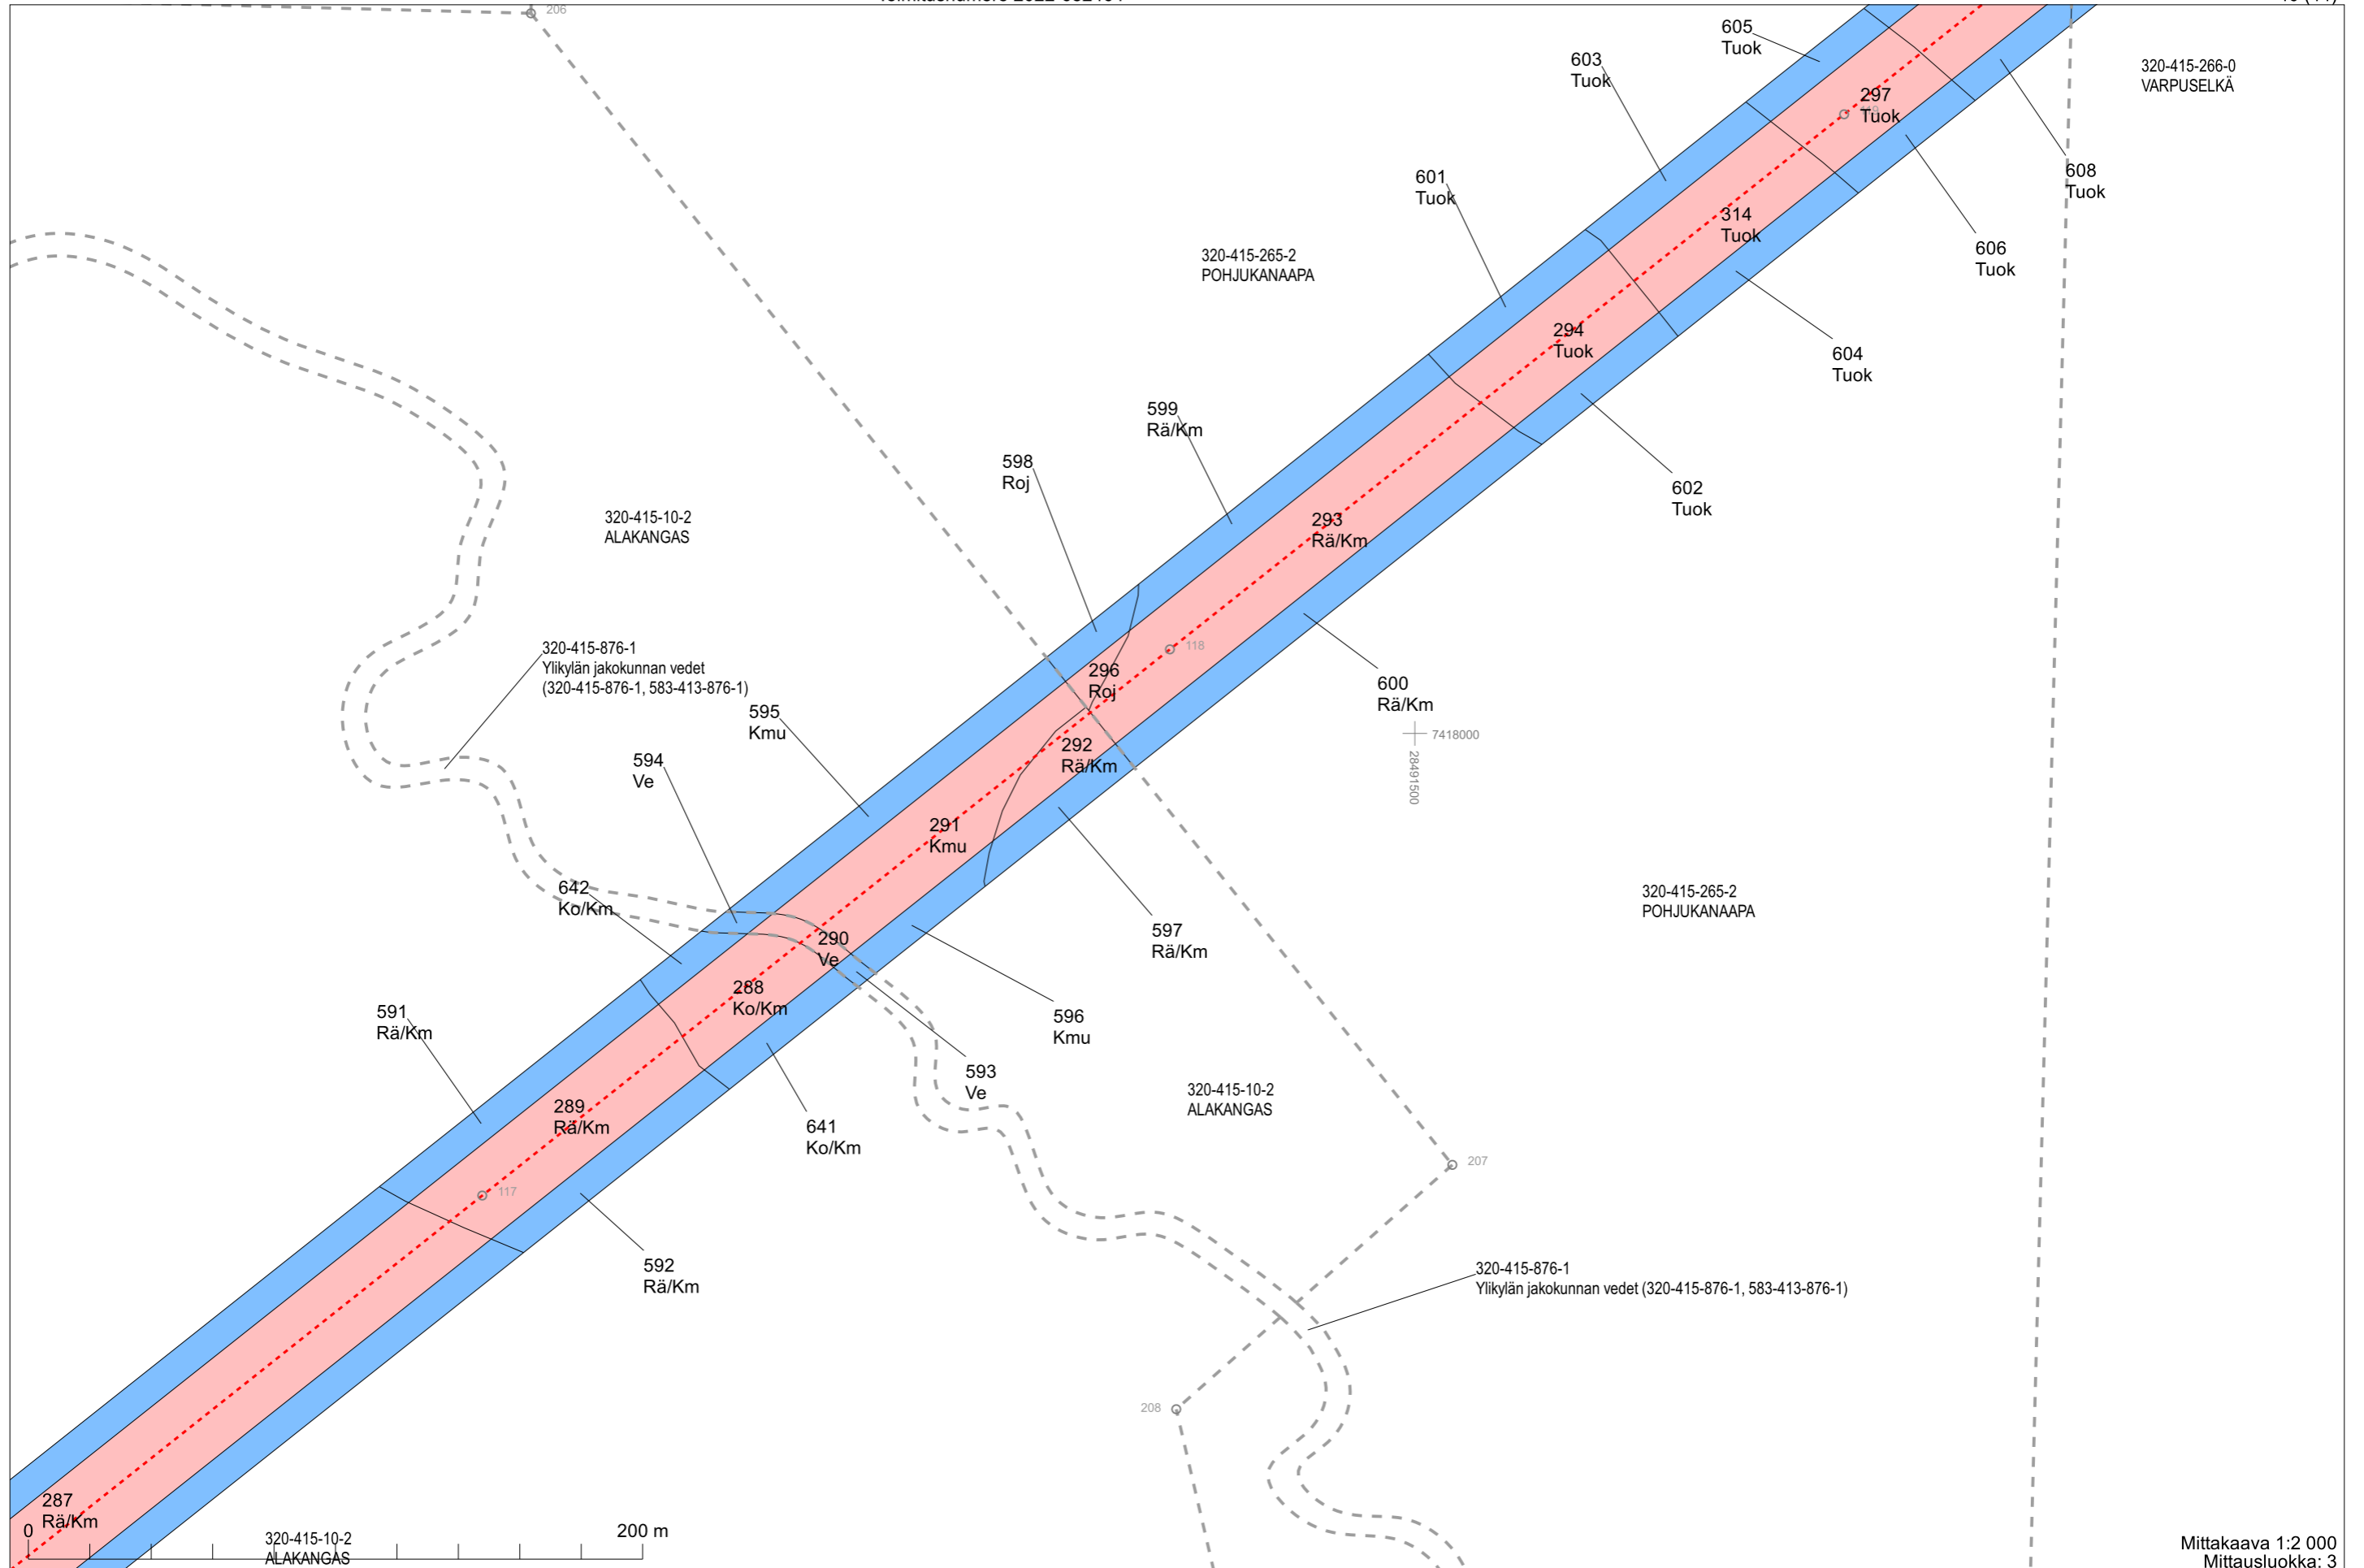 206
605
Tuok
603
Tuok
320-415-266-0
VARPUSELKÄ
297
Tuok
601
Tuok
608
Tuok
314
Tuok
606
Tuok
320-415-265-2
POHJUKANAAPA
294
Tuok
604
Tuok
599
Rä/Km
598
Roj
602
Tuok
320-415-10-2
ALAKANGAS
293
Rä/Km
320-415-876-1
Ylikylän jakokunnan vedet
(320-415-876-1, 583-413-876-1)
118
296
Roj
600
Rä/Km
595
Kmu
7418000
28491500
292
Rä/Km
594
Ve
291
Kmu
642
Ko/Km
320-415-265-2
POHJUKANAAPA
597
Rä/Km
290
Ve
288
Ko/Km
591
Rä/Km
596
Kmu
593
Ve
320-415-10-2
ALAKANGAS
289
Rä/Km
641
Ko/Km
207
117
592
Rä/Km
320-415-876-1
Ylikylän jakokunnan vedet (320-415-876-1, 583-413-876-1)
208
287
Rä/Km
0
200 m
320-415-10-2
ALAKANGAS
Mittakaava 1:2 000
Mittausluokka: 3